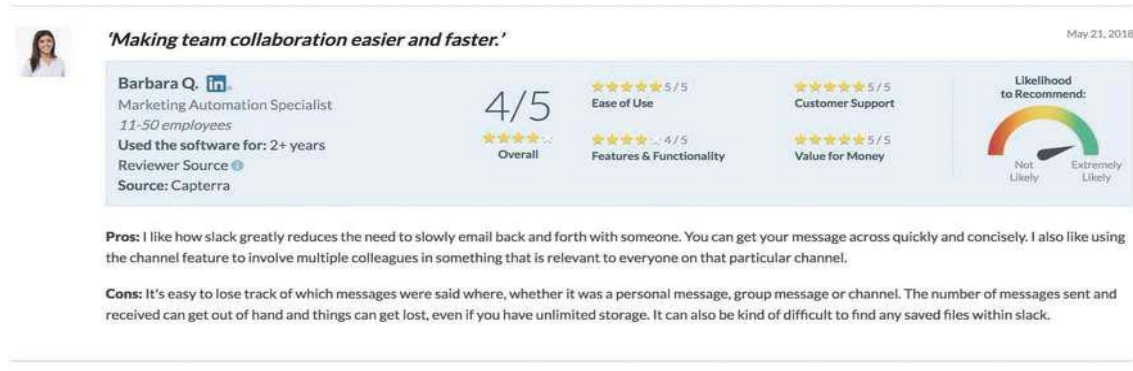 ‘Making team collaboration easier and faster.’
May 21, 2018
Barbara Q. in
Marketing Automation Specialist
11-50 employees
Used the software for: 2+ years
Reviewer Source
Source: Capterra
4/5
Overall
5/5
Ease of Use
4/5
Features & Functionality
5/5
Customer Support
5/5
Value for Money
Likelihood
to Recommend:
Not
Likely
Extremely
Likely
Pros: I like how slack greatly reduces the need to slowly email back and forth with someone. You can get your message across quickly and concisely. I also like using
the channel feature to involve multiple colleagues in something that is relevant to everyone on that particular channel.
Cons: It's easy to lose track of which messages were said where, whether it was a personal message, group message or channel. The number of messages sent and
received can get out of hand and things can get lost, even if you have unlimited storage. It can also be kind of difficult to find any saved files within slack.